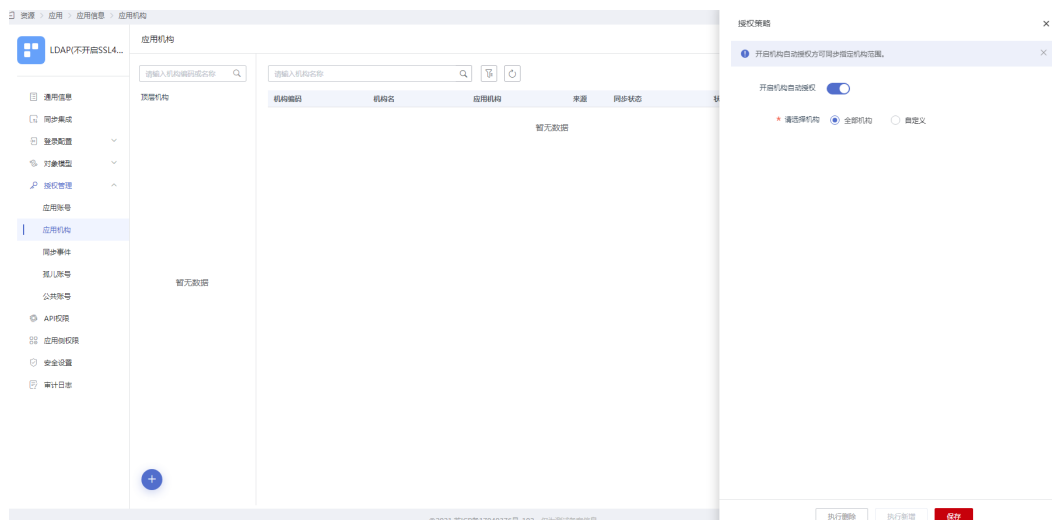 资源 > 应用 > 应用信息 > 应用机构
LDAP(不开启SSL4...
通用信息
同步集成
登录配置
对象模型
授权管理
应用账号
应用机构
同步事件
孤儿账号
公共账号
API权限
应用侧权限
安全设置
审计日志
应用机构
请输入机构编码或名称
顶层机构
暂无数据
请输入机构名称
机构编码 机构名 应用机构 来源 同步状态
暂无数据
授权策略
开启机构自动授权方可同步指定机构范围。
开启机构自动授权
* 请选择机构 全部机构 自定义
执行删除 执行新增 保存